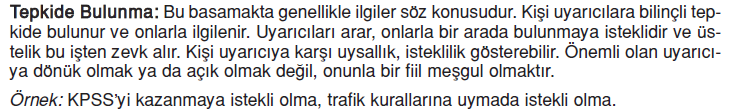 Tepkide Bulunma: Bu basamakta genellikle ilgiler söz konusudur. Kişi uyarıcılara bilinçli tep-
kide bulunur ve onlarla ilgilenir. Uyarıcıları arar, onlarla bir arada bulunmaya isteklidir ve üs-
telik bu işten zevk alır. Kişi uyarıcıya karşı uysallık, isteklilik gösterebilir. Önemli olan uyarıcı-
ya dönük olmak ya da açık olmak değil, onunla bir fiil meşgul olmaktır.
Örnek: KPSS'yi kazanmaya istekli olma, trafik kurallarına uymada istekli olma.